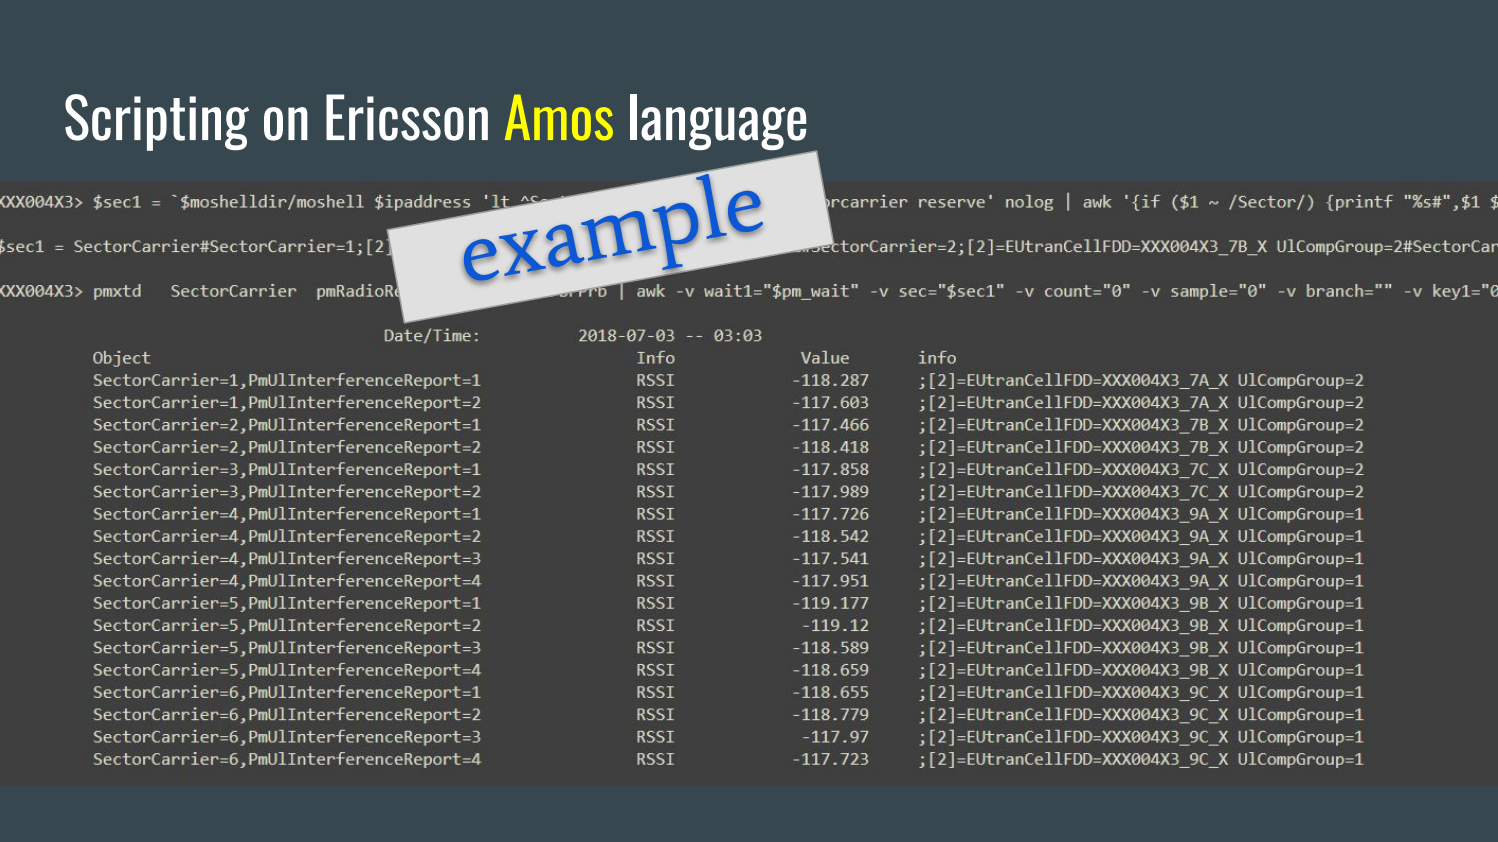 Scripting on Ericsson Amos language
example
XXX004X3> $sec1 = `$moshelldir/moshell $ipaddress 'lt orcarrier reserve' nolog | awk '{if ($1 ~ /Sector/) {printf "%s#",$1 $
$sec1 = SectorCarrier#SectorCarrier=1;[2] SectorCarrier=2;[2]=EUtranCellFDD=XXX004X3_7B_X UlCompGroup=2#SectorCar
XXX004X3> pmxtd SectorCarrier pmRadioRe | awk -v wait1="$pm_wait" -v sec="$sec1" -v count="0" -v sample="0" -v branch="" -v key1="0
Date/Time: 2018-07-03 -- 03:03
Object Info Value info
SectorCarrier=1,PmUlInterferenceReport=1 RSSI -118.287 ;[2]=EUtranCellFDD=XXX004X3_7A_X UlCompGroup=2
SectorCarrier=1,PmUlInterferenceReport=2 RSSI -117.603 ;[2]=EUtranCellFDD=XXX004X3_7A_X UlCompGroup=2
SectorCarrier=2,PmUlInterferenceReport=1 RSSI -117.466 ;[2]=EUtranCellFDD=XXX004X3_7B_X UlCompGroup=2
SectorCarrier=2,PmUlInterferenceReport=2 RSSI -118.418 ;[2]=EUtranCellFDD=XXX004X3_7B_X UlCompGroup=2
SectorCarrier=3,PmUlInterferenceReport=1 RSSI -117.858 ;[2]=EUtranCellFDD=XXX004X3_7C_X UlCompGroup=2
SectorCarrier=3,PmUlInterferenceReport=2 RSSI -117.989 ;[2]=EUtranCellFDD=XXX004X3_7C_X UlCompGroup=2
SectorCarrier=4,PmUlInterferenceReport=1 RSSI -117.726 ;[2]=EUtranCellFDD=XXX004X3_9A_X UlCompGroup=1
SectorCarrier=4,PmUlInterferenceReport=2 RSSI -118.542 ;[2]=EUtranCellFDD=XXX004X3_9A_X UlCompGroup=1
SectorCarrier=4,PmUlInterferenceReport=3 RSSI -117.541 ;[2]=EUtranCellFDD=XXX004X3_9A_X UlCompGroup=1
SectorCarrier=4,PmUlInterferenceReport=4 RSSI -117.951 ;[2]=EUtranCellFDD=XXX004X3_9A_X UlCompGroup=1
SectorCarrier=5,PmUlInterferenceReport=1 RSSI -119.177 ;[2]=EUtranCellFDD=XXX004X3_9B_X UlCompGroup=1
SectorCarrier=5,PmUlInterferenceReport=2 RSSI -119.12 ;[2]=EUtranCellFDD=XXX004X3_9B_X UlCompGroup=1
SectorCarrier=5,PmUlInterferenceReport=3 RSSI -118.589 ;[2]=EUtranCellFDD=XXX004X3_9B_X UlCompGroup=1
SectorCarrier=5,PmUlInterferenceReport=4 RSSI -118.659 ;[2]=EUtranCellFDD=XXX004X3_9B_X UlCompGroup=1
SectorCarrier=6,PmUlInterferenceReport=1 RSSI -118.655 ;[2]=EUtranCellFDD=XXX004X3_9C_X UlCompGroup=1
SectorCarrier=6,PmUlInterferenceReport=2 RSSI -118.779 ;[2]=EUtranCellFDD=XXX004X3_9C_X UlCompGroup=1
SectorCarrier=6,PmUlInterferenceReport=3 RSSI -117.97 ;[2]=EUtranCellFDD=XXX004X3_9C_X UlCompGroup=1
SectorCarrier=6,PmUlInterferenceReport=4 RSSI -117.723 ;[2]=EUtranCellFDD=XXX004X3_9C_X UlCompGroup=1